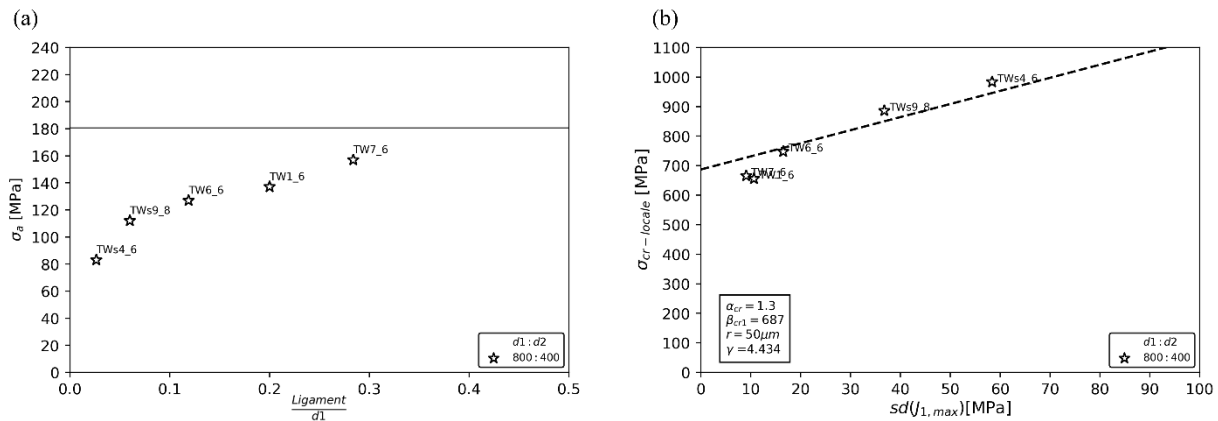 (a)
240
220
200
180
160
140
120
100
80
60
40
20
0
σa [MPa]
TW7_6
TW1_6
TW6_6
TWs9_8
TWs4_6
d1 : d2
800 : 400
0.0 0.1 0.2 0.3 0.4 0.5
Ligament
d1
(b)
1100
1000
900
800
700
600
500
400
300
200
100
0
σcr−locale [MPa]
TWs4_6
TWs9_8
TW6_6
TW7_6
TW1_6
αcr = 1.3
βcr1 = 687
r = 50μm
γ =4.434
d1 : d2
800 : 400
0 10 20 30 40 50 60 70 80 90 100
sd(J1,max)[MPa]